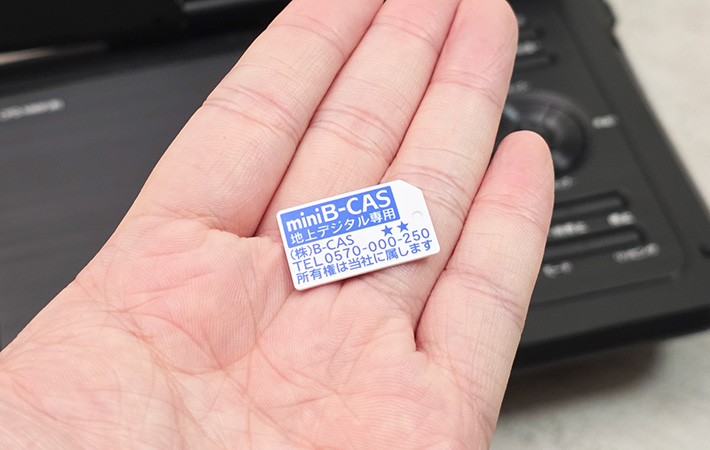 miniB-CAS
地上デジタル専用
★★
(株)B-CAS
TEL0570-000-250
所有権は当社に属します